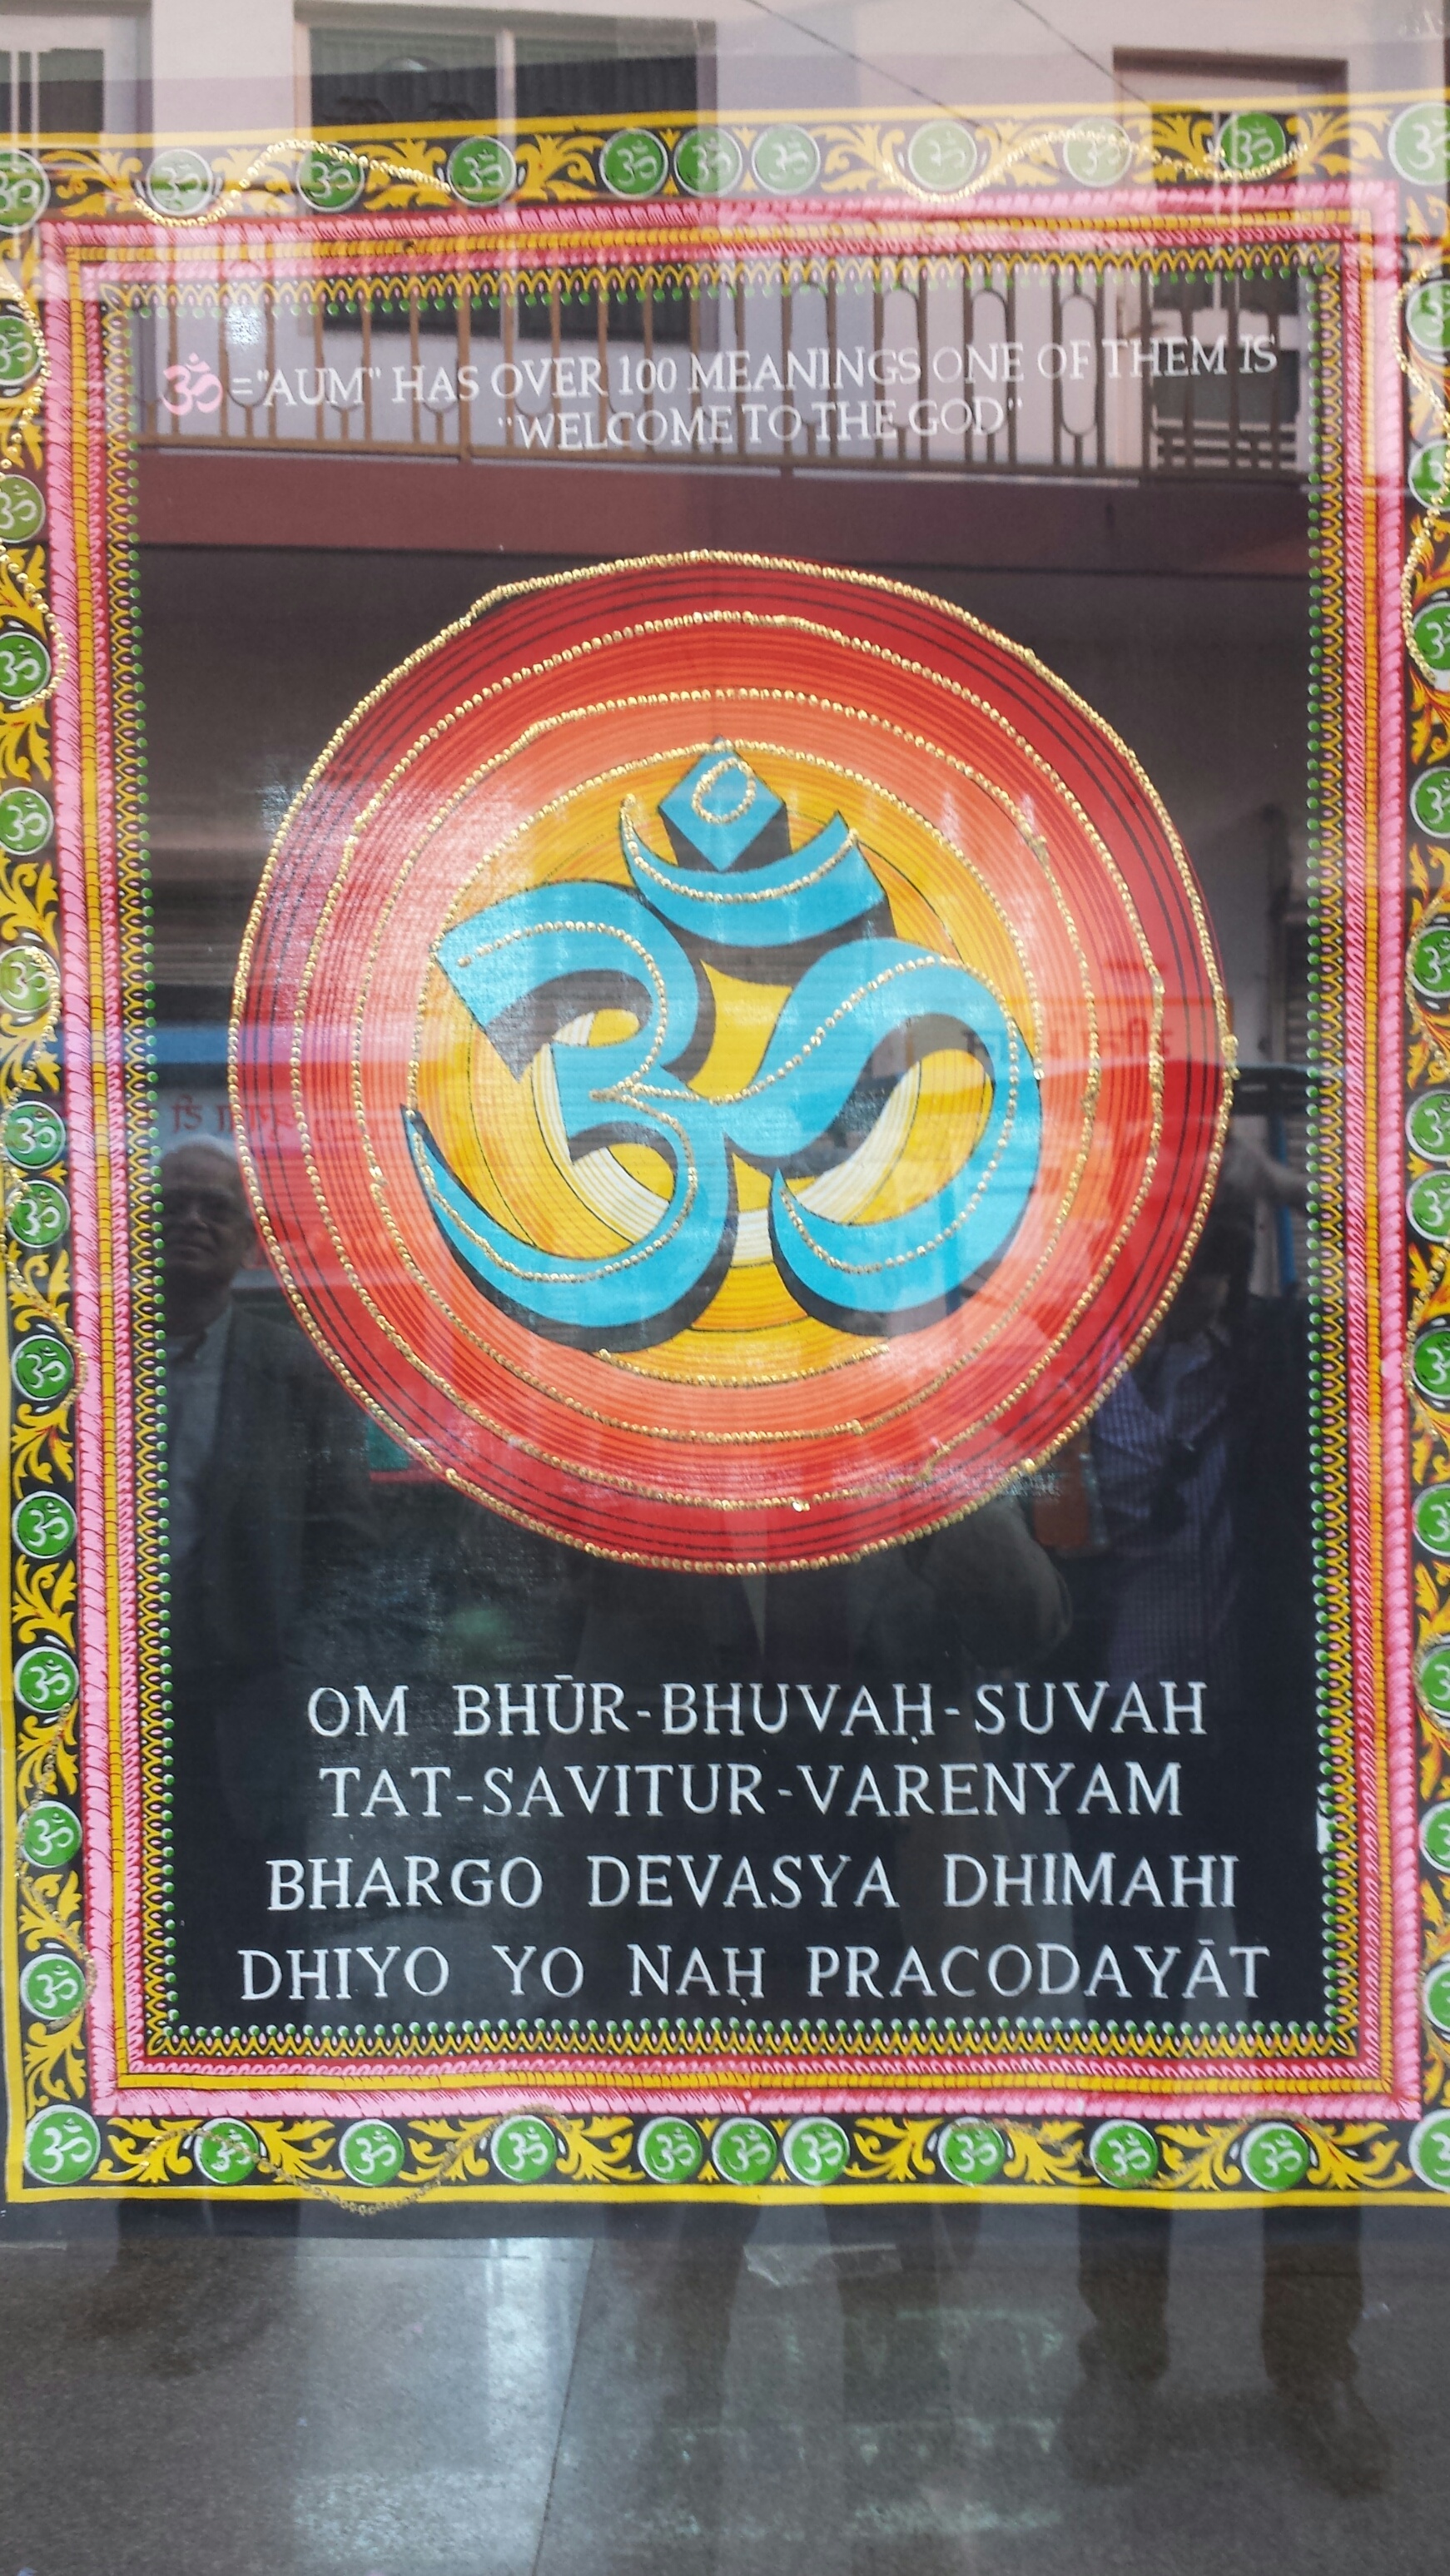 ॐ="AUM" HAS OVER 100 MEANINGS ONE OF THEM IS
"WELCOME TO THE GOD"
ॐ
OM BHŪR-BHUVAḤ-SUVAH
TAT-SAVITUR-VARENYAM
BHARGO DEVASYA DHIMAHI
DHIYO YO NAḤ PRACODAYĀT